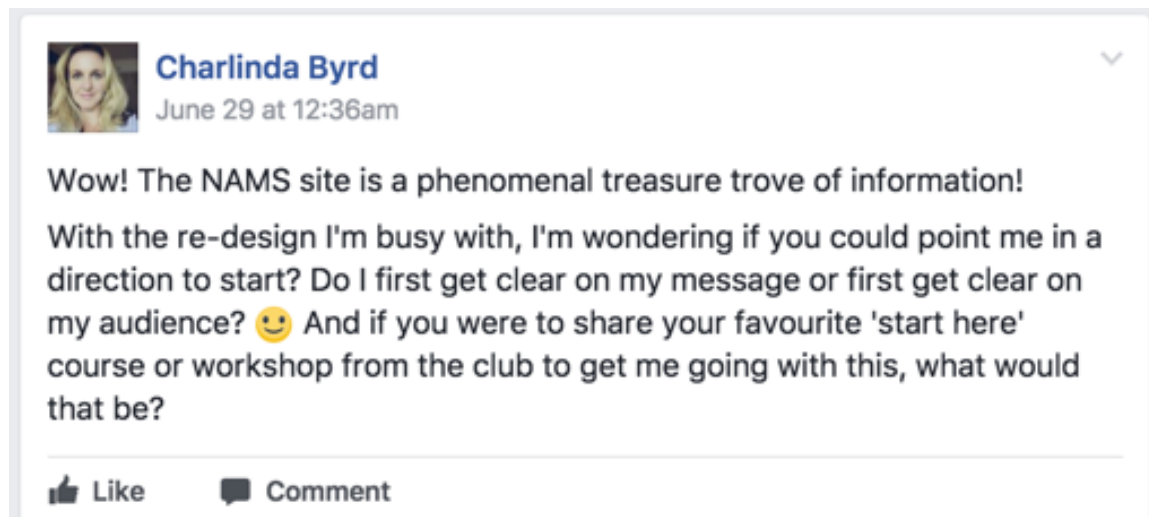 Charlinda Byrd
June 29 at 12:36am
Wow! The NAMS site is a phenomenal treasure trove of information!
With the re-design I'm busy with, I'm wondering if you could point me in a
direction to start? Do I first get clear on my message or first get clear on
my audience? 🙂 And if you were to share your favourite 'start here'
course or workshop from the club to get me going with this, what would
that be?
Like Comment